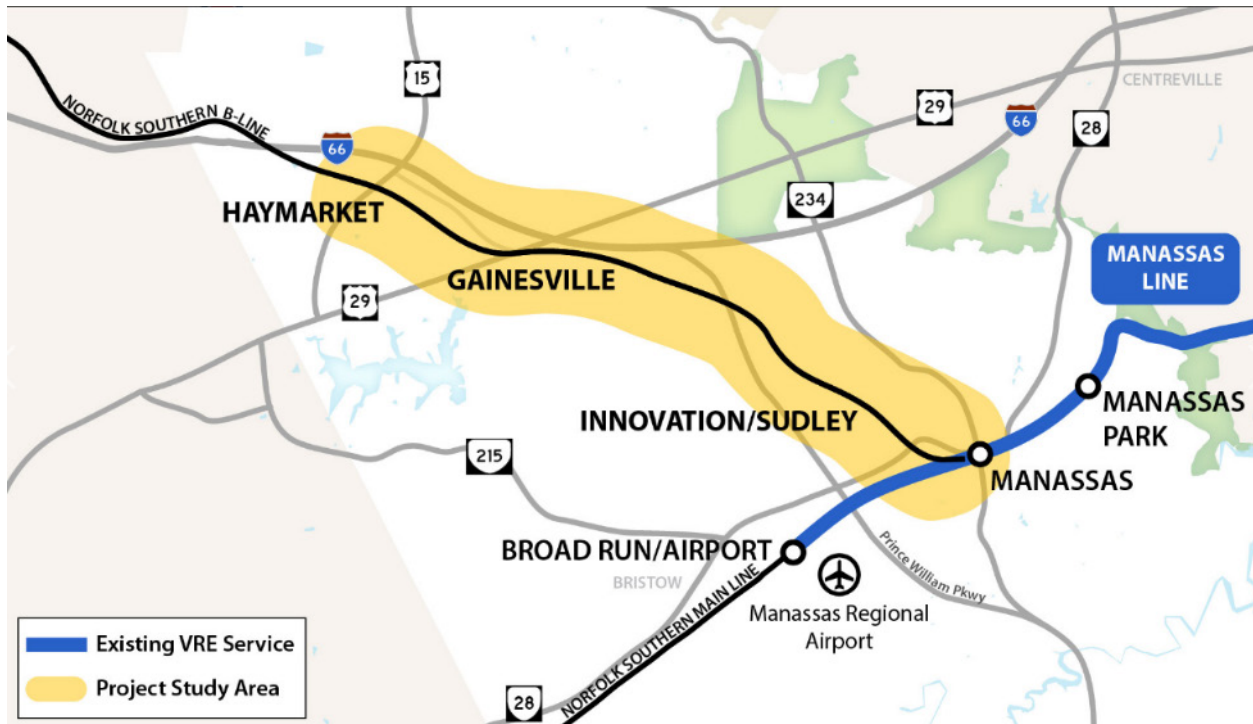 15
NORFOLK SOUTHERN B-LINE
66
29
66
28
CENTREVILLE
234
HAYMARKET
GAINESVILLE
29
MANASSAS
LINE
INNOVATION/SUDLEY
MANASSAS
PARK
215
MANASSAS
BROAD RUN/AIRPORT
BRISTOW
Prince William Pkwy
Manassas Regional
Airport
NORFOLK SOUTHERN MAIN LINE
28
Existing VRE Service
Project Study Area